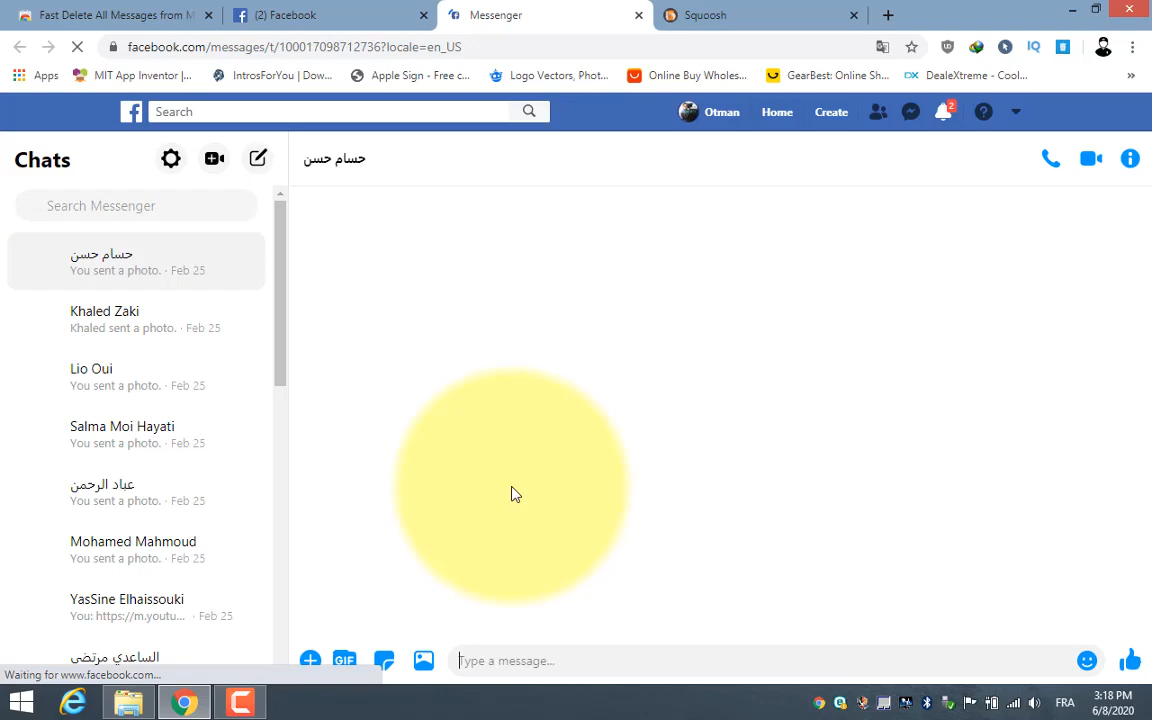 Fast Delete All Messages from M
(2) Facebook
Messenger
Squoosh
facebook.com/messages/t/100017098712736?locale=en_US
Apps
MIT App Inventor |...
IntrosForYou | Dow...
Apple Sign - Free c...
Logo Vectors, Phot...
Online Buy Wholes...
GearBest: Online Sh...
DX
DealeXtreme - Cool...
»
Search
Otman
Home
Create
2
Chats
حسام حسن
Search Messenger
حسام حسن
You sent a photo. · Feb 25
Khaled Zaki
Khaled sent a photo. · Feb 25
Lio Oui
You sent a photo. · Feb 25
Salma Moi Hayati
You sent a photo. · Feb 25
عباد الرحمن
You sent a photo. · Feb 25
Mohamed Mahmoud
You sent a photo. · Feb 25
YasSine Elhaissouki
You: https://m.youtu... · Feb 25
الساعدي مرتضى
GIF
Type a message...
Waiting for www.facebook.com...
FRA
3:18 PM
6/8/2020